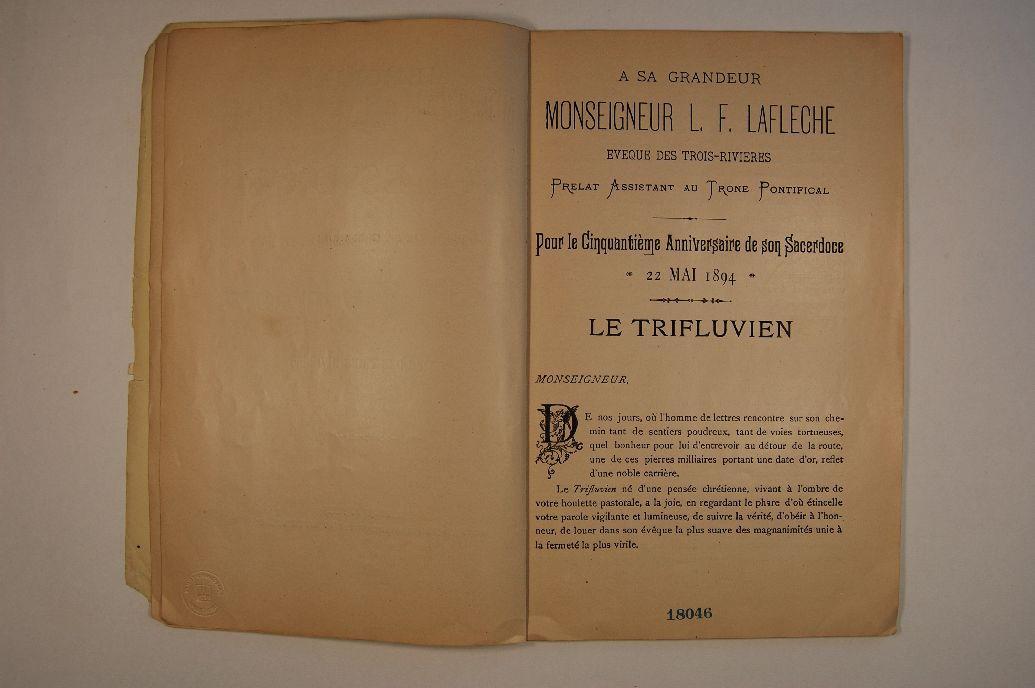 A SA GRANDEUR
MONSEIGNEUR L. F. LAFLECHE
EVEQUE DES TROIS-RIVIERES
PRELAT ASSISTANT AU TRONE PONTIFICAL
Pour le Cinquantième Anniversaire de son Sacerdoce
22 MAI 1894
LE TRIFLUVIEN
MONSEIGNEUR,
DE nos jours, où l'homme de lettres rencontre sur son che-
min tant de sentiers poudreux, tant de voies tortueuses,
quel bonheur pour lui d'entrevoir au détour de la route,
une de ces pierres milliaires portant une date d'or, reflet
d'une noble carrière.
Le Trifluvien né d'une pensée chrétienne, vivant à l'ombre de
votre houlette pastorale, a la joie, en regardant le phare d'où étincelle
votre parole vigilante et lumineuse, de suivre la vérité, d'obéir à l'hon-
neur, de louer dans son évêque la plus suave des magnanimités unie à
la fermeté la plus virile.
18046